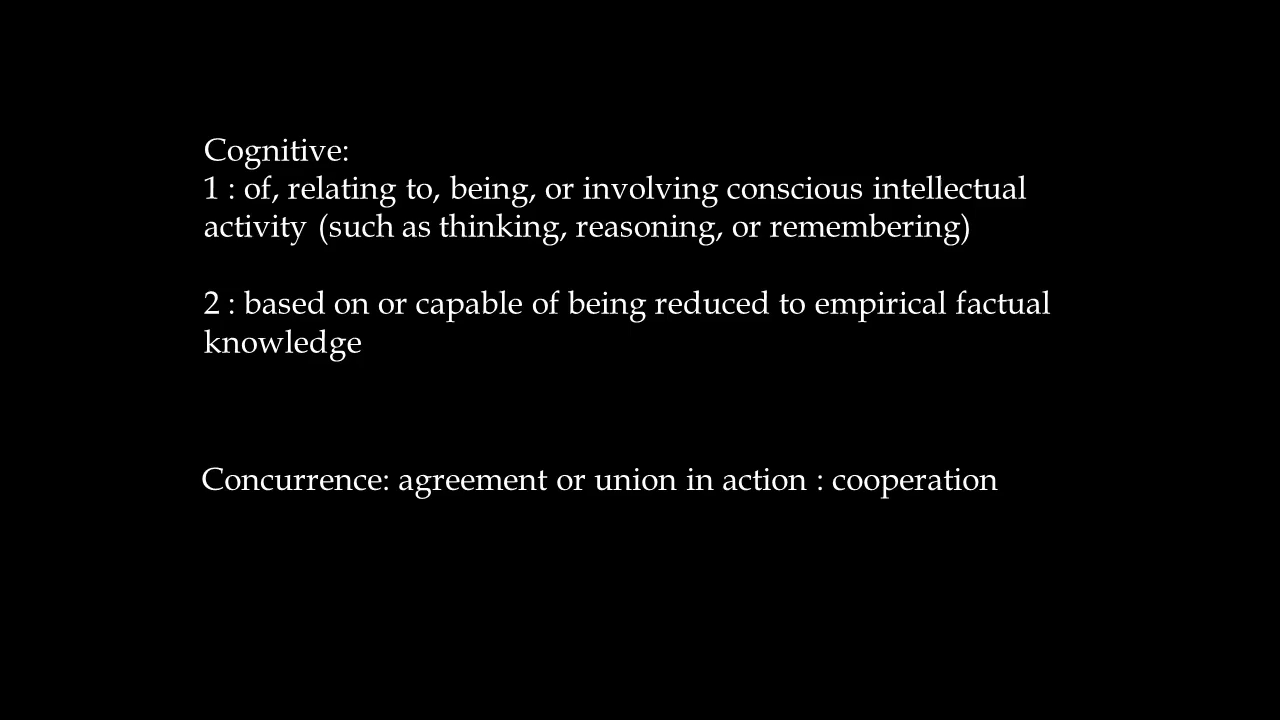 Cognitive:
1 : of, relating to, being, or involving conscious intellectual
activity (such as thinking, reasoning, or remembering)
2 : based on or capable of being reduced to empirical factual
knowledge
Concurrence: agreement or union in action : cooperation